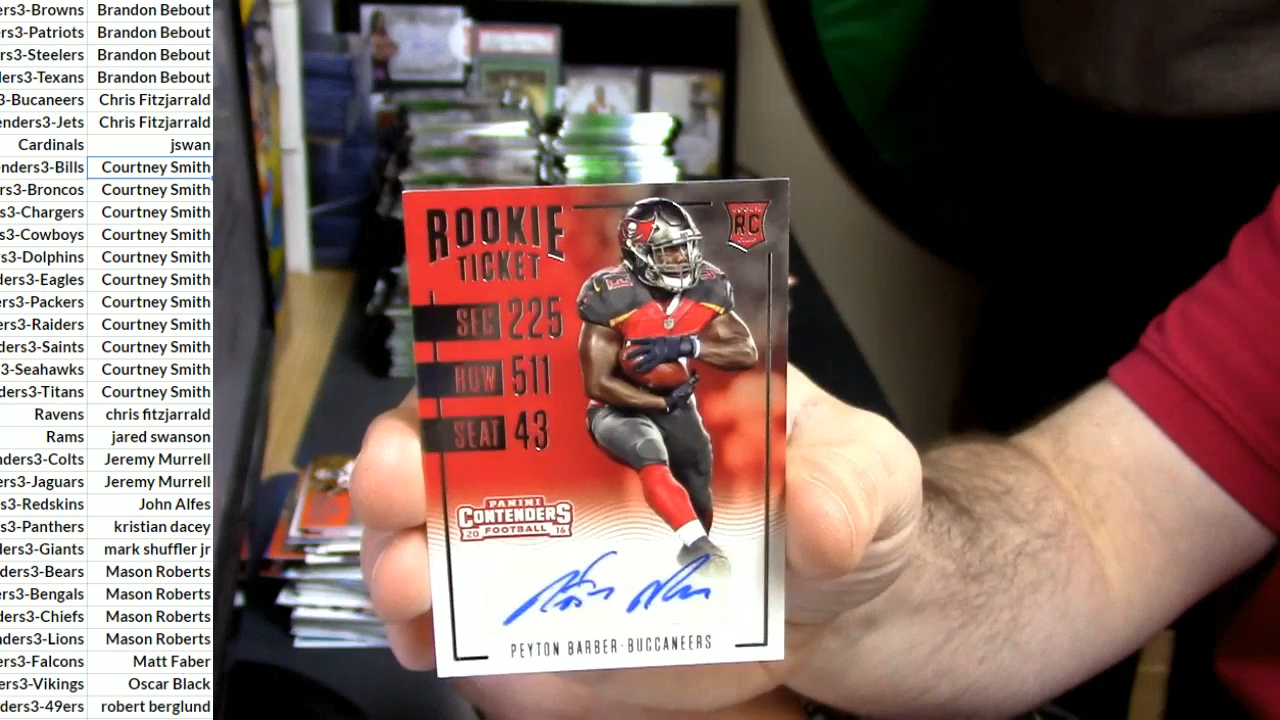 ers3-Browns Brandon Bebout
ers3-Patriots Brandon Bebout
rs3-Steelers Brandon Bebout
ders3-Texans Brandon Bebout
3-Bucaneers Chris Fitzjarrald
enders3-Jets Chris Fitzjarrald
Cardinals jswan
enders3-Bills Courtney Smith
rs3-Broncos Courtney Smith
s3-Chargers Courtney Smith
s3-Cowboys Courtney Smith
rs3-Dolphins Courtney Smith
ders3-Eagles Courtney Smith
rs3-Packers Courtney Smith
ers3-Raiders Courtney Smith
ders3-Saints Courtney Smith
3-Seahawks Courtney Smith
ders3-Titans Courtney Smith
Ravens chris fitzjarrald
Rams jared swanson
nders3-Colts Jeremy Murrell
ers3-Jaguars Jeremy Murrell
s3-Redskins John Alfes
s3-Panthers kristian dacey
ders3-Giants mark shuffler jr
ders3-Bears Mason Roberts
ers3-Bengals Mason Roberts
ders3-Chiefs Mason Roberts
nders3-Lions Mason Roberts
ers3-Falcons Matt Faber
ers3-Vikings Oscar Black
nders3-49ers robert berglund
ROOKIE
TICKET
SEC 225
ROW 511
SEAT 43
RC
PANINI
CONTENDERS
20 FOOTBALL 16
PEYTON BARBER-BUCCANEERS